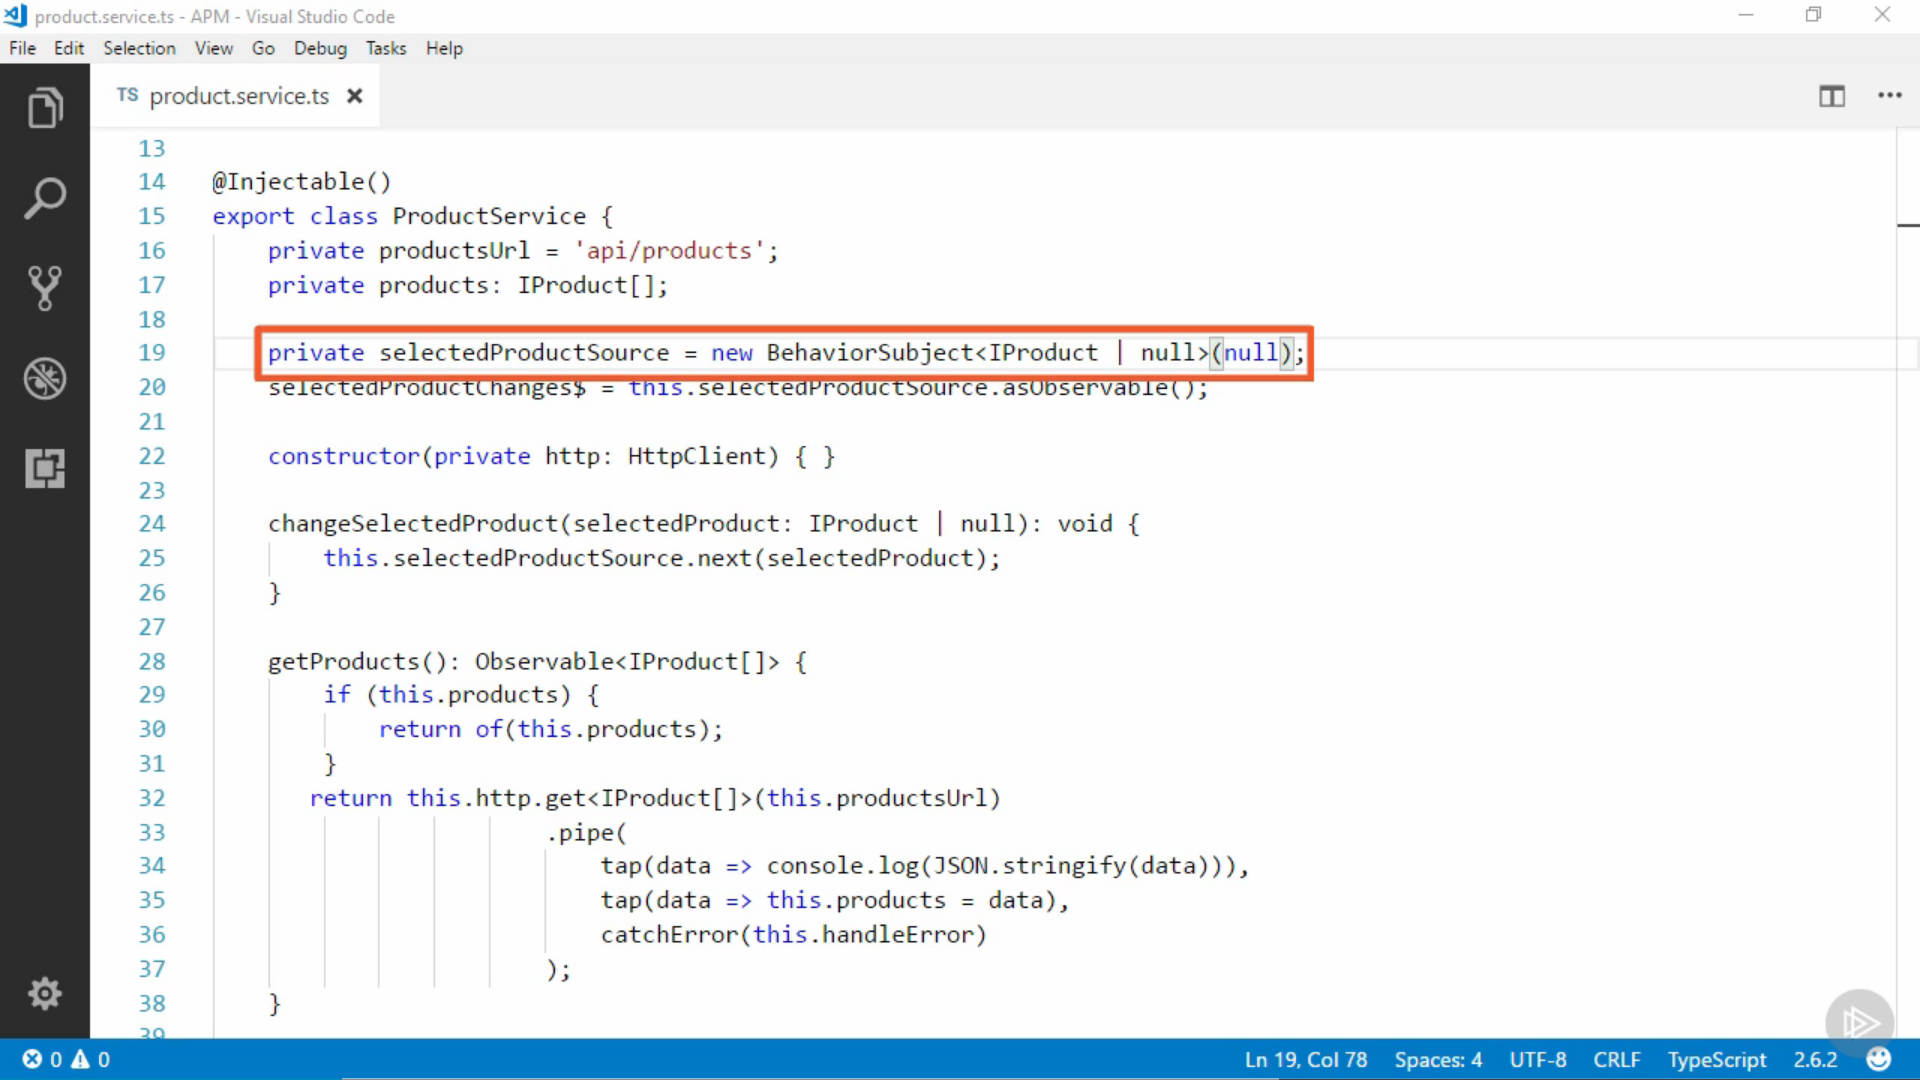 product.service.ts - APM - Visual Studio Code
File Edit Selection View Go Debug Tasks Help
TS product.service.ts
13
14 @Injectable()
15 export class ProductService {
16 private productsUrl = 'api/products';
17 private products: IProduct[];
18
19 private selectedProductSource = new BehaviorSubject<IProduct | null>(null);
20 selectedProductChanges$ = this.selectedProductSource.asObservable();
21
22 constructor(private http: HttpClient) { }
23
24 changeSelectedProduct(selectedProduct: IProduct | null): void {
25 this.selectedProductSource.next(selectedProduct);
26 }
27
28 getProducts(): Observable<IProduct[]> {
29 if (this.products) {
30 return of(this.products);
31 }
32 return this.http.get<IProduct[]>(this.productsUrl)
33 .pipe(
34 tap(data => console.log(JSON.stringify(data))),
35 tap(data => this.products = data),
36 catchError(this.handleError)
37 );
38 }
39
0 0 Ln 19, Col 78 Spaces: 4 UTF-8 CRLF TypeScript 2.6.2